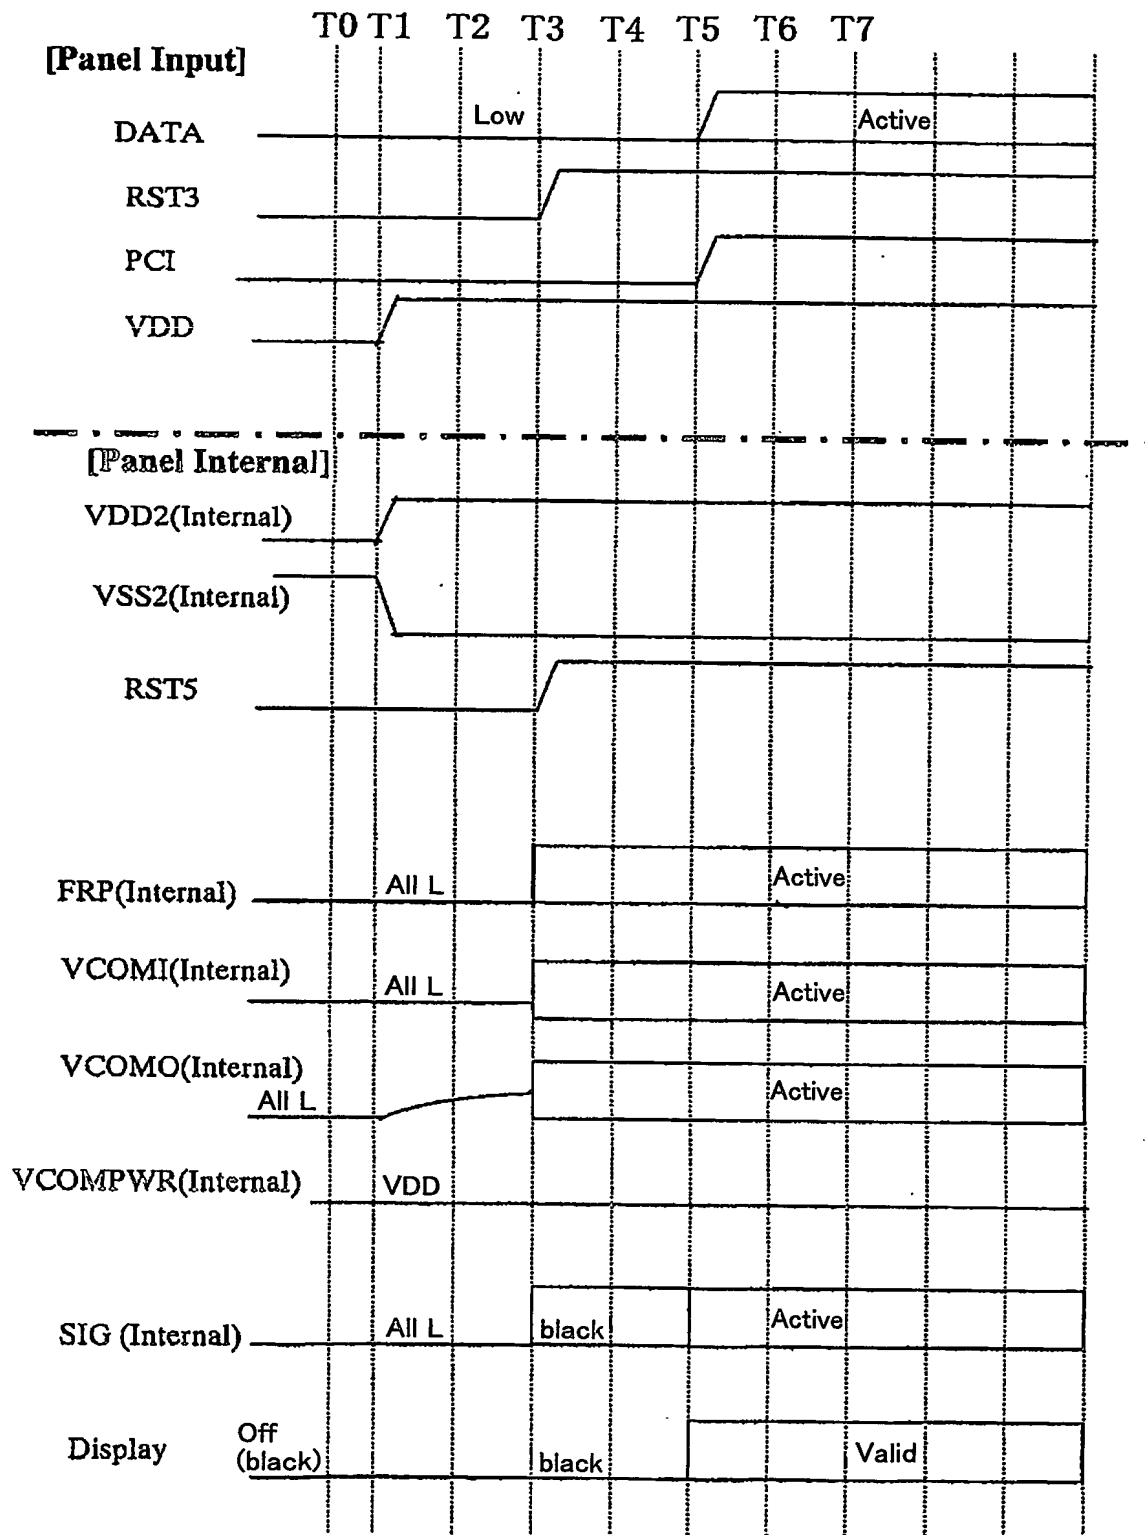 T0 T1 T2 T3 T4 T5 T6 T7
[Panel Input]
DATA Low Active
RST3
PCI
VDD
[Panel Internal]
VDD2(Internal)
VSS2(Internal)
RST5
FRP(Internal) All L Active
VCOMI(Internal) All L Active
VCOMO(Internal)
All L Active
VCOMPWR(Internal) VDD
SIG (Internal) All L black Active
Display Off
(black) black Valid